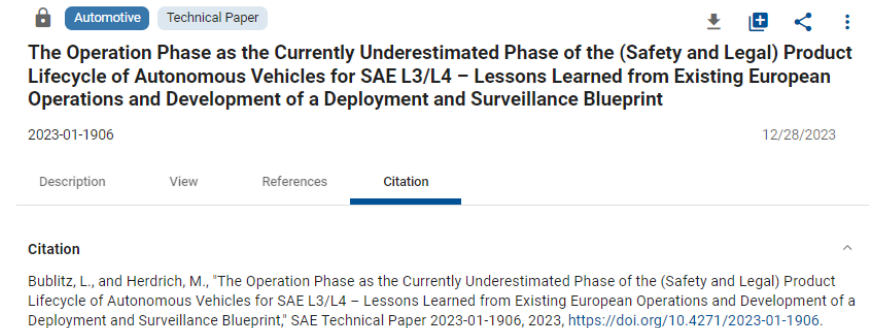 Automotive Technical Paper
The Operation Phase as the Currently Underestimated Phase of the (Safety and Legal) Product
Lifecycle of Autonomous Vehicles for SAE L3/L4 – Lessons Learned from Existing European
Operations and Development of a Deployment and Surveillance Blueprint
2023-01-1906 12/28/2023
Description View References Citation
Citation
Bublitz, L., and Herdrich, M., "The Operation Phase as the Currently Underestimated Phase of the (Safety and Legal) Product
Lifecycle of Autonomous Vehicles for SAE L3/L4 – Lessons Learned from Existing European Operations and Development of a
Deployment and Surveillance Blueprint," SAE Technical Paper 2023-01-1906, 2023, https://doi.org/10.4271/2023-01-1906.